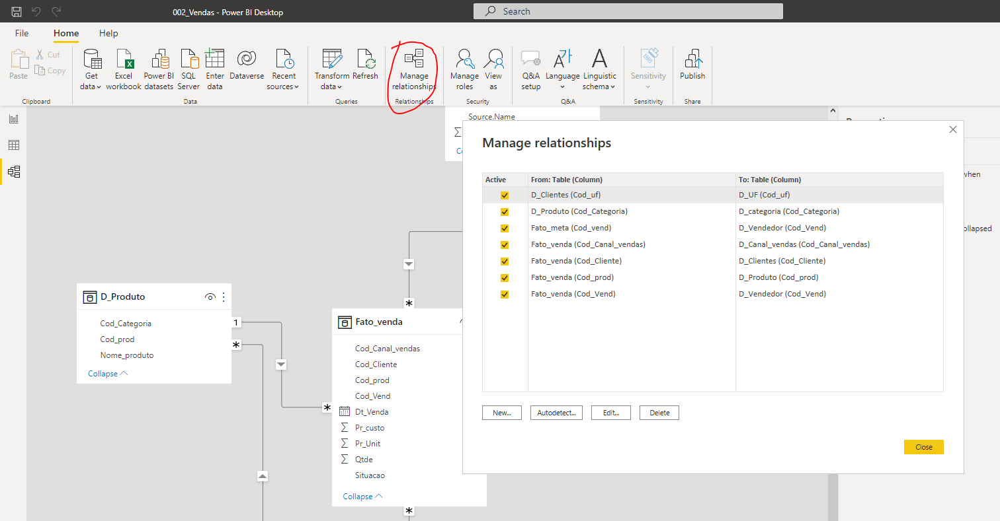 002_Vendas - Power BI Desktop
Search
File
Home
Help
Paste
Cut
Copy
Clipboard
Get data
Excel workbook
Power BI datasets
SQL Server
Enter data
Dataverse
Recent sources
Data
Transform data
Refresh
Queries
Manage relationships
Relationships
Manage roles
View as
Security
Q&A setup
Language
Linguistic schema
Q&A
Sensitivity
Sensitivity
Publish
Share
Source.Name
Manage relationships
Active
From: Table (Column)
To: Table (Column)
D_Clientes (Cod_uf)
D_UF (Cod_uf)
D_Produto (Cod_Categoria)
D_categoria (Cod_Categoria)
Fato_meta (Cod_vend)
D_Vendedor (Cod_Vend)
Fato_venda (Cod_Canal_vendas)
D_Canal_vendas (Cod_Canal_vendas)
Fato_venda (Cod_Cliente)
D_Clientes (Cod_Cliente)
Fato_venda (Cod_prod)
D_Produto (Cod_prod)
Fato_venda (Cod_Vend)
D_Vendedor (Cod_Vend)
New...
Autodetect...
Edit...
Delete
Close
when
ollapsed
D_Produto
Cod_Categoria
Cod_prod
Nome_produto
Collapse
1
*
*
*
Fato_venda
Cod_Canal_vendas
Cod_Cliente
Cod_prod
Cod_Vend
Dt_Venda
Σ Pr_custo
Σ Pr_Unit
Σ Qtde
Situacao
Collapse
*